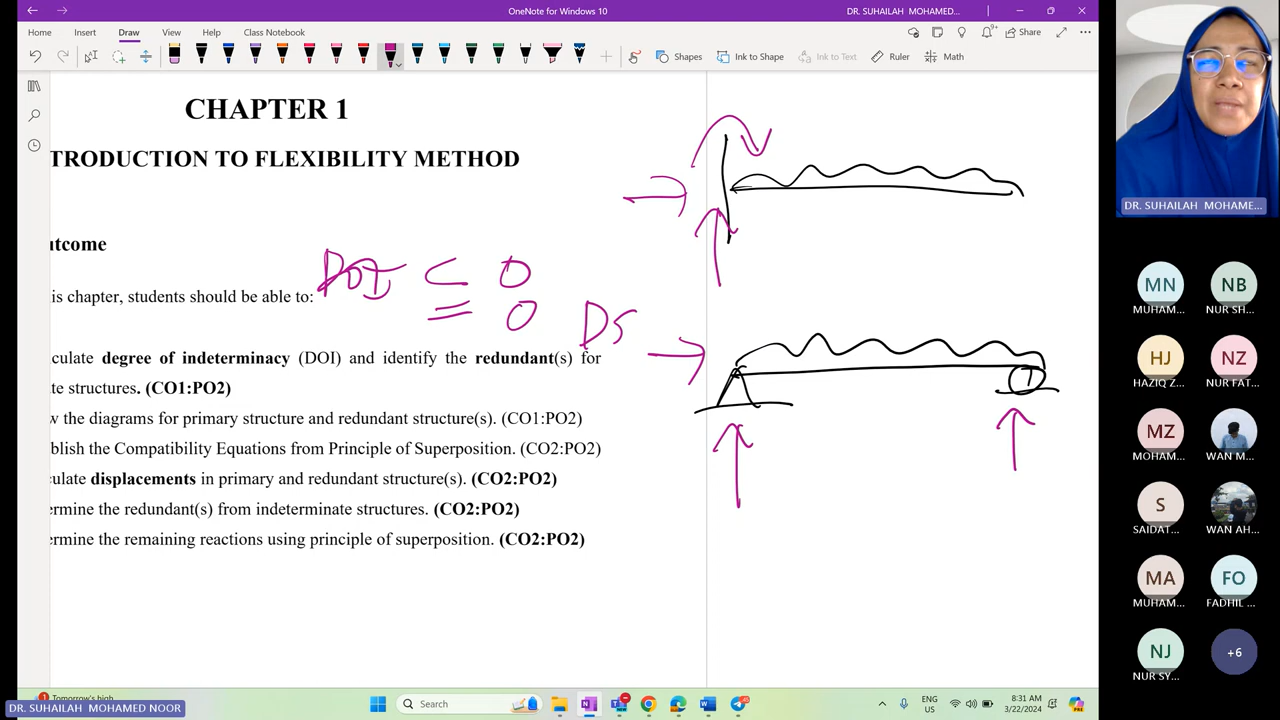 OneNote for Windows 10
DR. SUHAILAH MOHAMED...
Home Insert Draw View Help Class Notebook
Share
Shapes Ink to Shape Ink to Text Ruler Math
CHAPTER 1
TRODUCTION TO FLEXIBILITY METHOD
utcome
is chapter, students should be able to:
DOI < 0
= 0
DS
culate degree of indeterminacy (DOI) and identify the redundant(s) for
te structures. (CO1:PO2)
w the diagrams for primary structure and redundant structure(s). (CO1:PO2)
blish the Compatibility Equations from Principle of Superposition. (CO2:PO2)
ulate displacements in primary and redundant structure(s). (CO2:PO2)
ermine the redundant(s) from indeterminate structures. (CO2:PO2)
ermine the remaining reactions using principle of superposition. (CO2:PO2)
DR. SUHAILAH MOHAME...
MN
MUHAM...
NB
NUR SH...
HJ
HAZIQ Z...
NZ
NUR FAT...
MZ
MOHAM...
WAN M...
S
SAIDAT...
WAN AH...
MA
MUHAM...
FO
FADHIL ...
NJ
NUR SY...
+6
1
Tomorrow's high
DR. SUHAILAH MOHAMED NOOR
Search
ENG
US
8:31 AM
3/22/2024